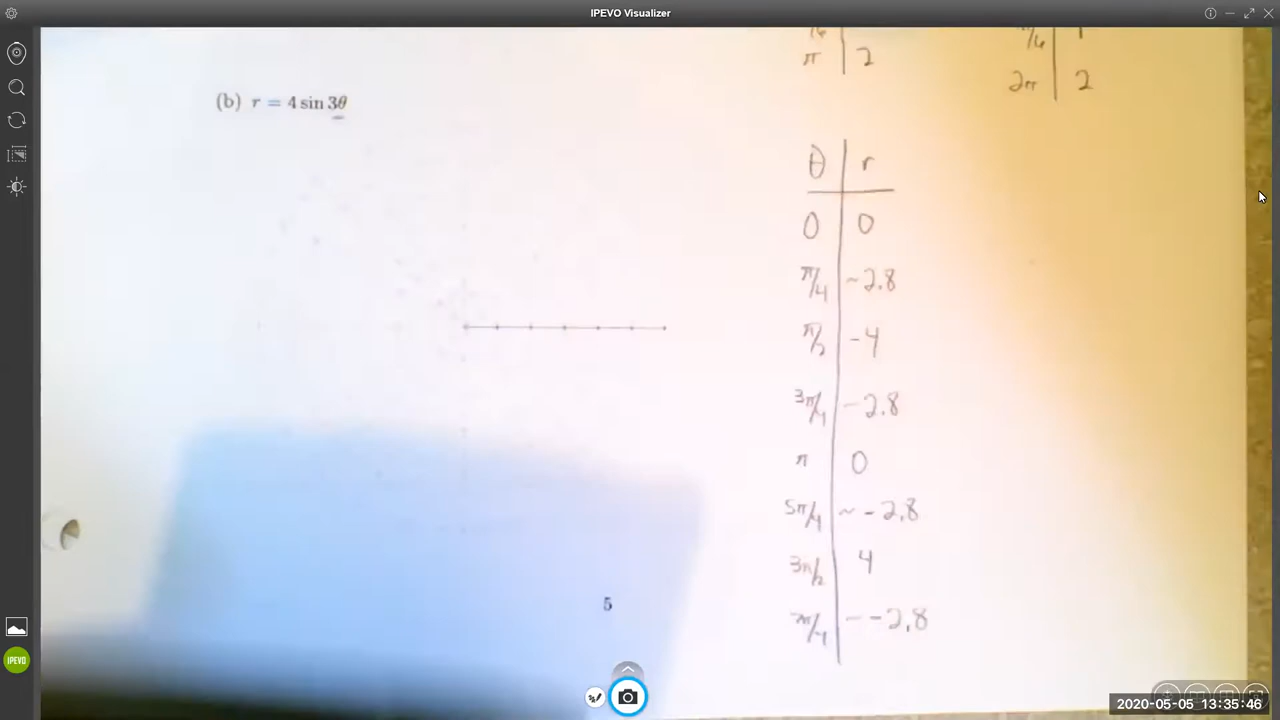 IPEVO Visualizer
π | 2
2π | 2
(b) r = 4 sin 3θ
θ | r
0 | 0
π/4 | ~2.8
π/2 | -4
3π/4 | ~2.8
π | 0
5π/4 | ~ -2.8
3π/2 | 4
7π/4 | ~ -2.8
5
IPEVO
2020-05-05 13:35:46